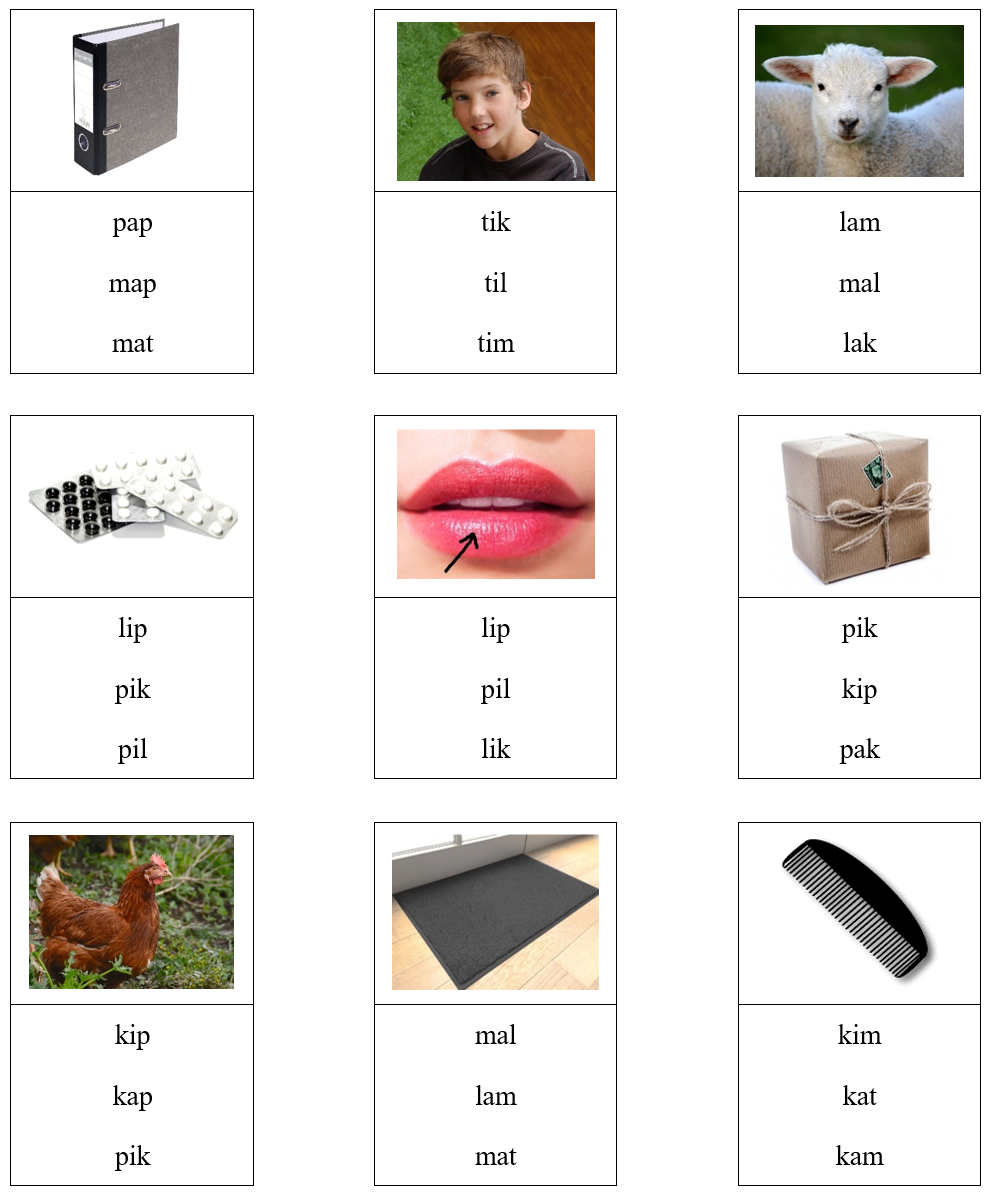 pap
map
mat
tik
til
tim
lam
mal
lak
lip
pik
pil
lip
pil
lik
pik
kip
pak
kip
kap
pik
mal
lam
mat
kim
kat
kam